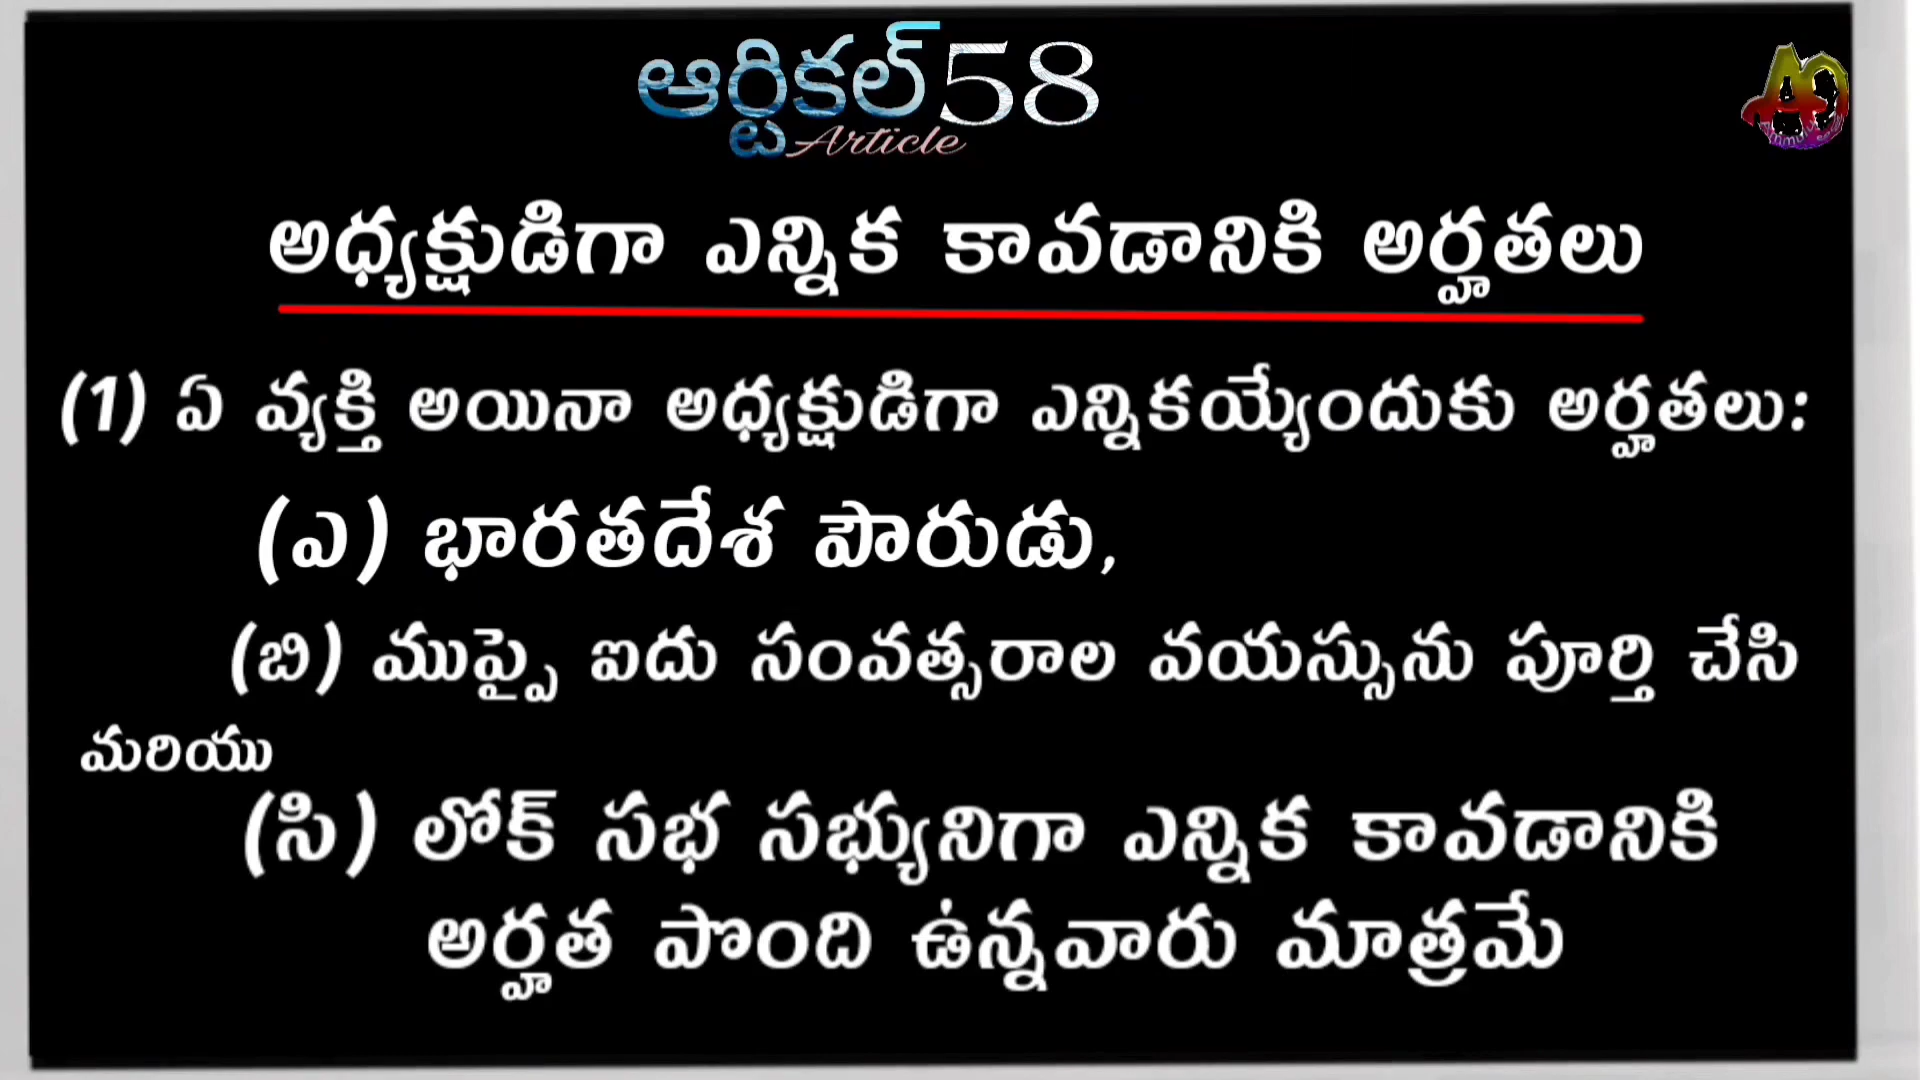 ఆర్టికల్ 58
Article
అధ్యక్షుడిగా ఎన్నిక కావడానికి అర్హతలు
(1) ఏ వ్యక్తి అయినా అధ్యక్షుడిగా ఎన్నికయ్యేందుకు అర్హతలు:
(ఎ) భారతదేశ పౌరుడు,
(బి) ముప్పై ఐదు సంవత్సరాల వయస్సును పూర్తి చేసి
మరియు
(సి) లోక్ సభ సభ్యునిగా ఎన్నిక కావడానికి
అర్హత పొంది ఉన్నవారు మాత్రమే